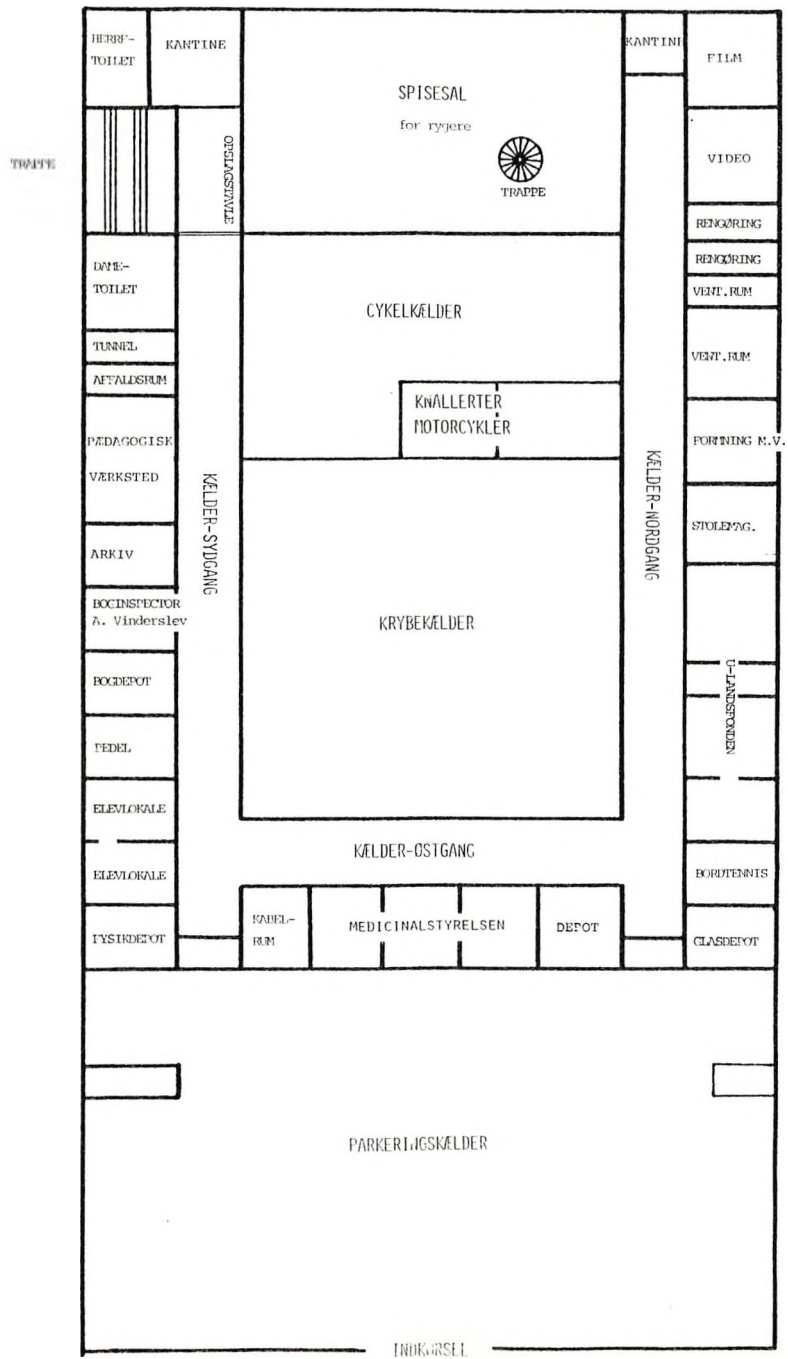 HERRE-
TOILET
KANTINE
SPISESAL
for rygere
TRAPPE
KANTINE
FILM
TRAPPE
OPSLAGSTAVLE
VIDEO
RENGØRING
RENGØRING
VENT.RUM
VENT.RUM
DAME-
TOILET
TUNNEL
AFFALDSRUM
CYKELKÆLDER
KNALLERTER
MOTORCYKLER
PÆDAGOGISK
VÆRKSTED
FORMNING M.V.
STOLEMAG.
KÆLDER-SYDGANG
KÆLDER-NORDGANG
ARKIV
BOGINSPECTOR
A. Vinderslev
BOGDEPOT
PEDEL
KRYBEKÆLDER
U-LANDSFONDEN
ELEVLOKALE
ELEVLOKALE
KÆLDER-ØSTGANG
BORDTENNIS
FYSIKDEPOT
KABEL-
RUM
MEDICINALSTYRELSEN
DEPOT
GLASDEPOT
PARKERINGSKÆLDER
INDKØRSEL